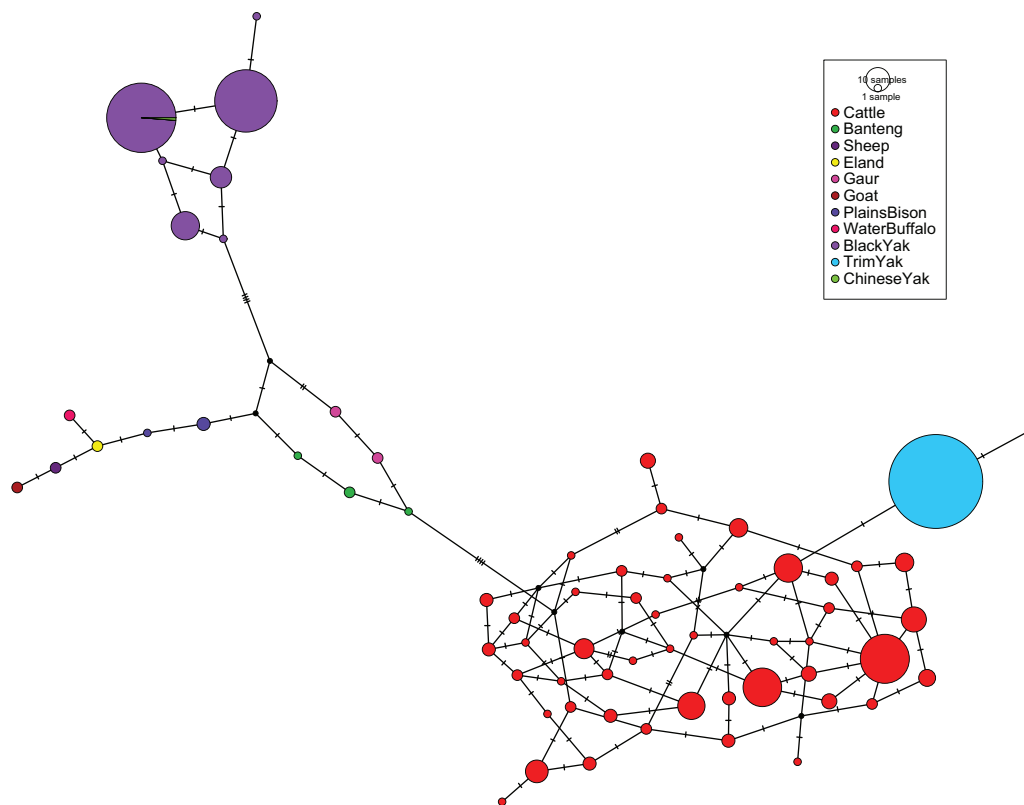 10 samples
1 sample
Cattle
Banteng
Sheep
Eland
Gaur
Goat
PlainsBison
WaterBuffalo
BlackYak
TrimYak
ChineseYak